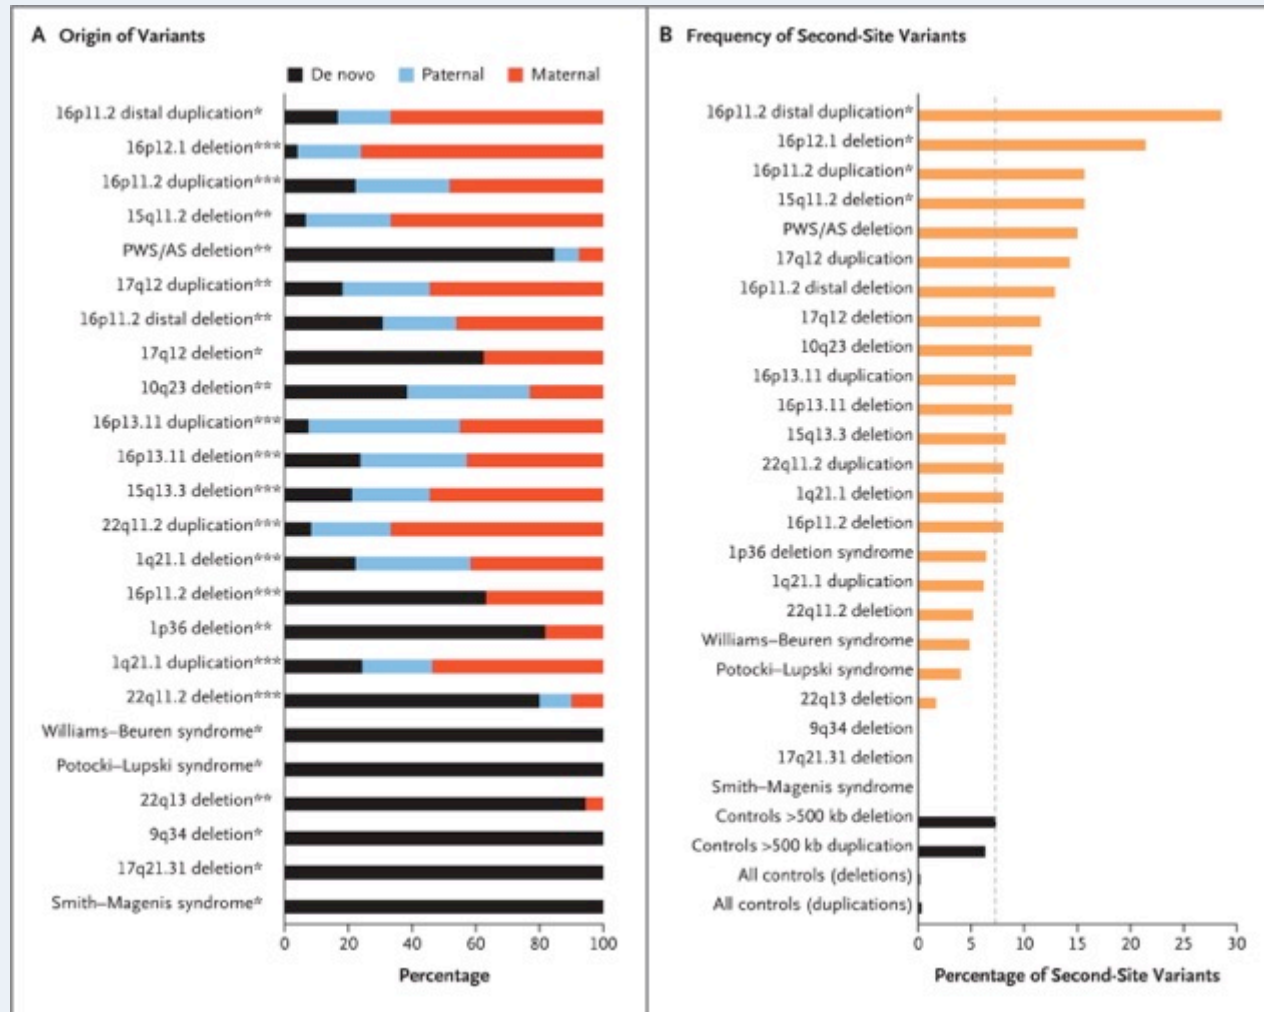 A Origin of Variants
De novo Paternal Maternal
16p11.2 distal duplication*
16p12.1 deletion***
16p11.2 duplication***
15q11.2 deletion**
PWS/AS deletion**
17q12 duplication**
16p11.2 distal deletion**
17q12 deletion*
10q23 deletion**
16p13.11 duplication***
16p13.11 deletion***
15q13.3 deletion***
22q11.2 duplication***
1q21.1 deletion***
16p11.2 deletion***
1p36 deletion**
1q21.1 duplication***
22q11.2 deletion***
Williams–Beuren syndrome*
Potocki–Lupski syndrome*
22q13 deletion**
9q34 deletion*
17q21.31 deletion*
Smith–Magenis syndrome*
0 20 40 60 80 100
Percentage
B Frequency of Second-Site Variants
16p11.2 distal duplication*
16p12.1 deletion*
16p11.2 duplication*
15q11.2 deletion*
PWS/AS deletion
17q12 duplication
16p11.2 distal deletion
17q12 deletion
10q23 deletion
16p13.11 duplication
16p13.11 deletion
15q13.3 deletion
22q11.2 duplication
1q21.1 deletion
16p11.2 deletion
1p36 deletion syndrome
1q21.1 duplication
22q11.2 deletion
Williams–Beuren syndrome
Potocki–Lupski syndrome
22q13 deletion
9q34 deletion
17q21.31 deletion
Smith–Magenis syndrome
Controls >500 kb deletion
Controls >500 kb duplication
All controls (deletions)
All controls (duplications)
0 5 10 15 20 25 30
Percentage of Second-Site Variants